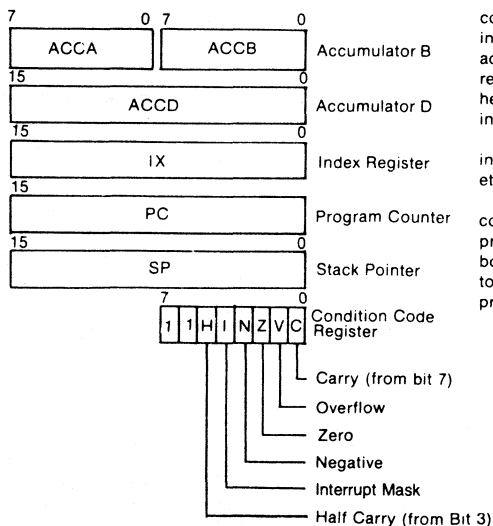 7 0 7 0
ACCA ACCB Accumulator B
15 0
ACCD Accumulator D
15 0
IX Index Register
15 0
PC Program Counter
15 0
SP Stack Pointer
7 0
1 1 H I N Z V C Condition Code
Register
Carry (from bit 7)
Overflow
Zero
Negative
Interrupt Mask
Half Carry (from Bit 3)